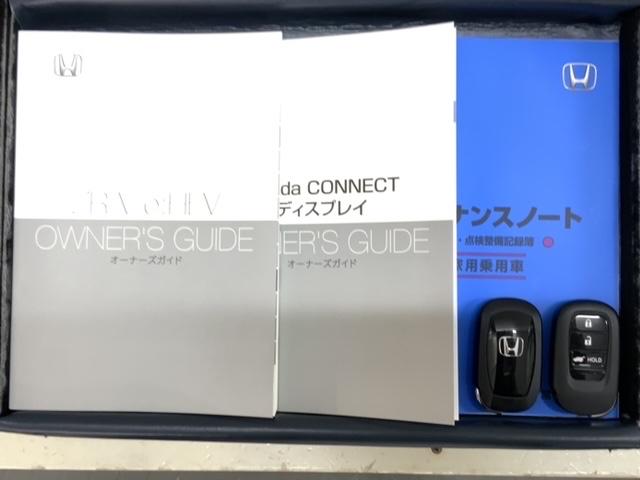 OWNER'S GUIDE
オーナーズガイド
da CONNECT
ディスプレイ
ER'S GUIDE
オーナーズガイド
ナンスノート
・点検整備記録簿
用乗用車
HOLD